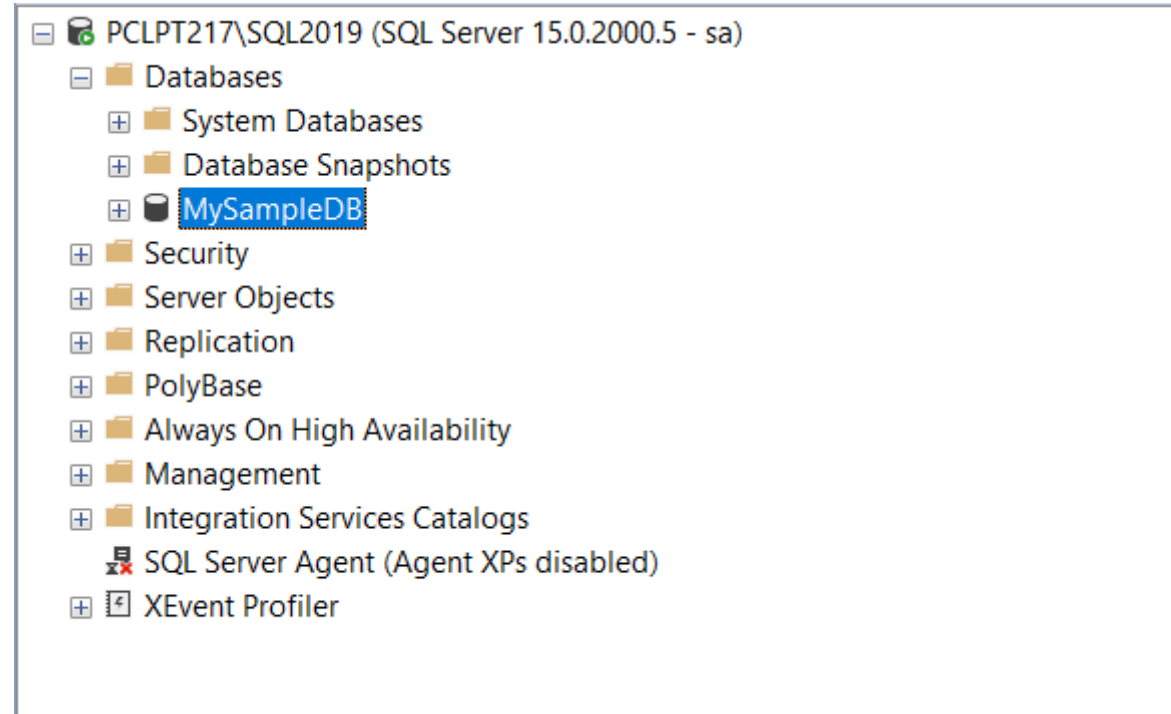 PCLPT217\SQL2019 (SQL Server 15.0.2000.5 - sa)
Databases
System Databases
Database Snapshots
MySampleDB
Security
Server Objects
Replication
PolyBase
Always On High Availability
Management
Integration Services Catalogs
SQL Server Agent (Agent XPs disabled)
XEvent Profiler